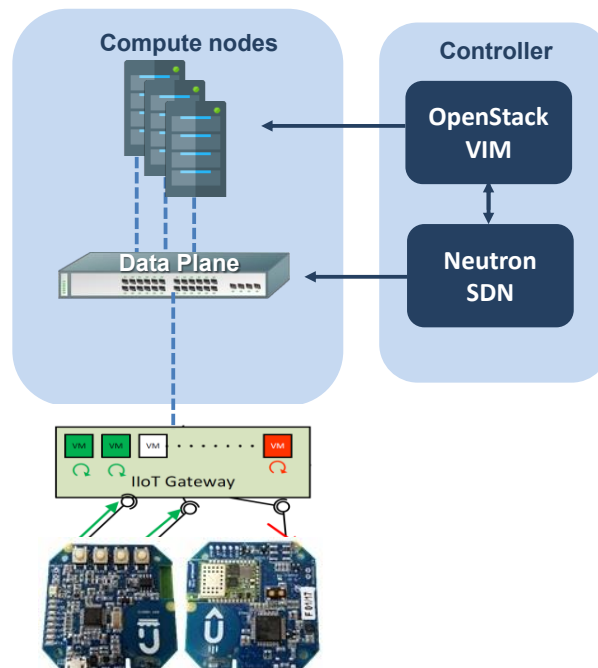 Compute nodes
Controller
OpenStack
VIM
Data Plane
Neutron
SDN
VM
VM
VM
VM
IIoT Gateway